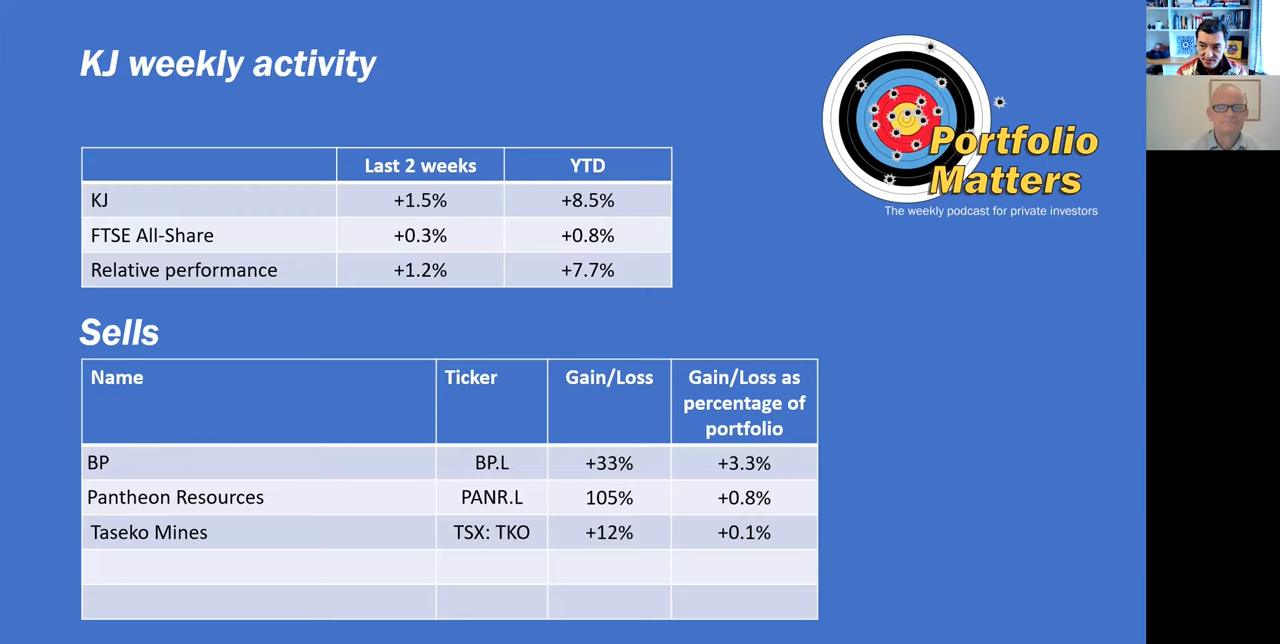 KJ weekly activity
Portfolio
Matters
The weekly podcast for private investors
Last 2 weeks YTD
KJ +1.5% +8.5%
FTSE All-Share +0.3% +0.8%
Relative performance +1.2% +7.7%
Sells
Name Ticker Gain/Loss Gain/Loss as
percentage of
portfolio
BP BP.L +33% +3.3%
Pantheon Resources PANR.L 105% +0.8%
Taseko Mines TSX: TKO +12% +0.1%